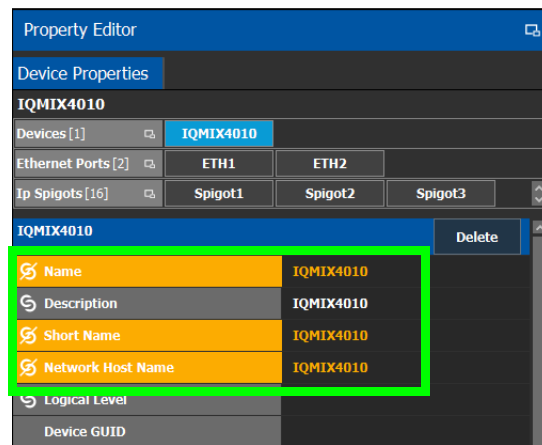 Property Editor
Device Properties
IQMIX4010
Devices [1] IQMIX4010
Ethernet Ports [2] ETH1 ETH2
Ip Spigots [16] Spigot1 Spigot2 Spigot3
IQMIX4010 Delete
Name IQMIX4010
Description IQMIX4010
Short Name IQMIX4010
Network Host Name IQMIX4010
Logical Level
Device GUID